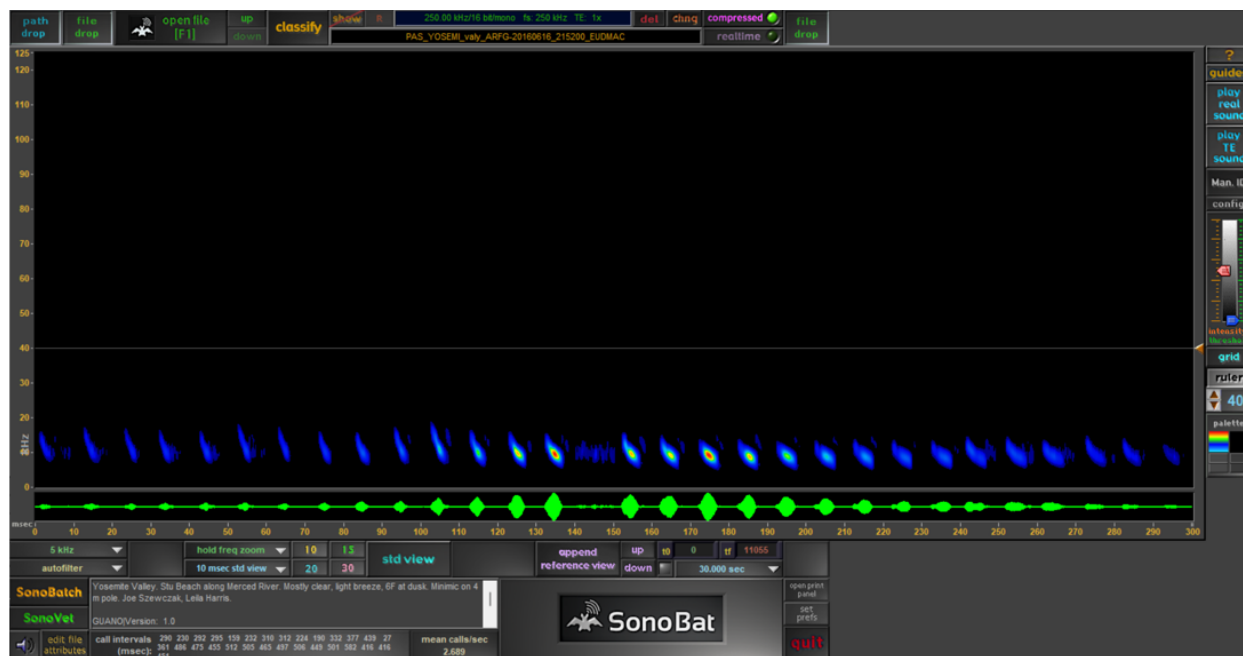 path drop
file drop
open file [F1]
up
down
classify
show
R
250.00 kHz/16 bit/mono fs: 250 kHz TE: 1x
PAS_YOSEMI_valy_ARFG-20160616_215200_EUDMAC
del
chng
compressed
realtime
file drop
125
120
110
100
90
80
70
60
50
40
30
20
10
0
kHz
?
guide
play real sound
play TE sound
Man. ID
config
intensity
thresho
grid
ruler
40
palette
msec
0 10 20 30 40 50 60 70 80 90 100 110 120 130 140 150 160 170 180 190 200 210 220 230 240 250 260 270 280 290 300
5 kHz
autofilter
hold freq zoom
10 msec std view
10 15
20 30
std view
append reference view
up
down
t0 0 tf 11055
30.000 sec
SonoBatch
SonoVet
edit file attributes
Yosemite Valley. Stu Beach along Merced River. Mostly clear, light breeze, 6F at dusk. Minimic on 4
m pole. Joe Szewczak, Leila Harris.
GUANO|Version: 1.0
call intervals (msec):
290 230 292 295 159 232 310 312 224 190 332 377 439 27
361 486 475 455 512 505 463 497 506 449 501 582 416 416
mean calls/sec
2.689
SonoBat
open print panel
set prefs
quit